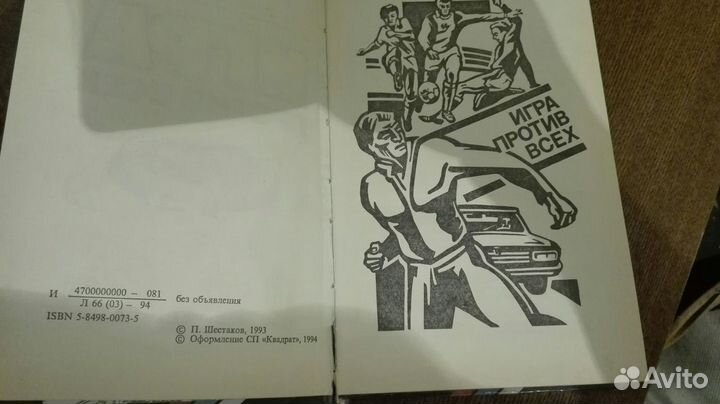 И 4700000000 — 081
Л 66 (03) — 94
без объявления
ISBN 5-8498-0073-5
© П. Шестаков, 1993
© Оформление СП «Квадрат», 1994
ИГРА
ПРОТИВ
ВСЕХ
Avito